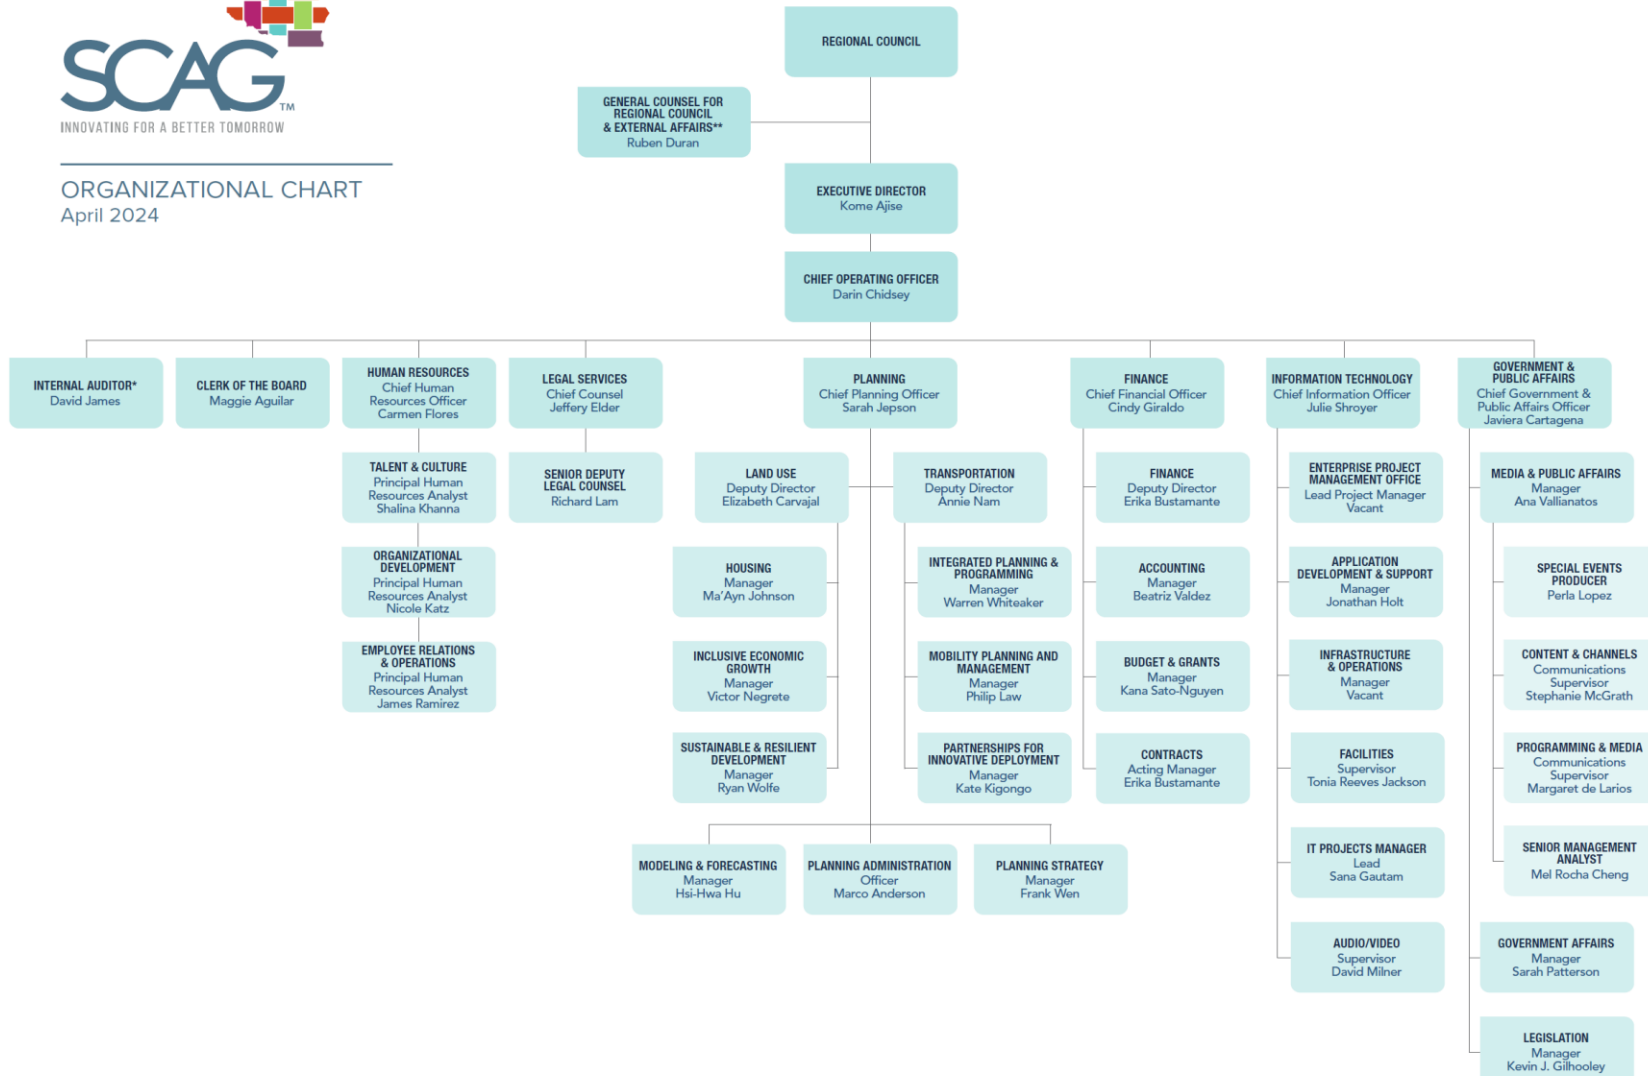 SCAG
TM
INNOVATING FOR A BETTER TOMORROW
ORGANIZATIONAL CHART
April 2024
REGIONAL COUNCIL
GENERAL COUNSEL FOR
REGIONAL COUNCIL
& EXTERNAL AFFAIRS**
Ruben Duran
EXECUTIVE DIRECTOR
Kome Ajise
CHIEF OPERATING OFFICER
Darin Chidsey
INTERNAL AUDITOR*
David James
CLERK OF THE BOARD
Maggie Aguilar
HUMAN RESOURCES
Chief Human
Resources Officer
Carmen Flores
LEGAL SERVICES
Chief Counsel
Jeffery Elder
PLANNING
Chief Planning Officer
Sarah Jepson
FINANCE
Chief Financial Officer
Cindy Giraldo
INFORMATION TECHNOLOGY
Chief Information Officer
Julie Shroyer
GOVERNMENT &
PUBLIC AFFAIRS
Chief Government &
Public Affairs Officer
Javiera Cartagena
TALENT & CULTURE
Principal Human
Resources Analyst
Shalina Khanna
ORGANIZATIONAL
DEVELOPMENT
Principal Human
Resources Analyst
Nicole Katz
EMPLOYEE RELATIONS
& OPERATIONS
Principal Human
Resources Analyst
James Ramirez
SENIOR DEPUTY
LEGAL COUNSEL
Richard Lam
LAND USE
Deputy Director
Elizabeth Carvajal
HOUSING
Manager
Ma'Ayn Johnson
INCLUSIVE ECONOMIC
GROWTH
Manager
Victor Negrete
SUSTAINABLE & RESILIENT
DEVELOPMENT
Manager
Ryan Wolfe
TRANSPORTATION
Deputy Director
Annie Nam
INTEGRATED PLANNING &
PROGRAMMING
Manager
Warren Whiteaker
MOBILITY PLANNING AND
MANAGEMENT
Manager
Philip Law
PARTNERSHIPS FOR
INNOVATIVE DEPLOYMENT
Manager
Kate Kigongo
MODELING & FORECASTING
Manager
Hsi-Hwa Hu
PLANNING ADMINISTRATION
Officer
Marco Anderson
PLANNING STRATEGY
Manager
Frank Wen
FINANCE
Deputy Director
Erika Bustamante
ACCOUNTING
Manager
Beatriz Valdez
BUDGET & GRANTS
Manager
Kana Sato-Nguyen
CONTRACTS
Acting Manager
Erika Bustamante
ENTERPRISE PROJECT
MANAGEMENT OFFICE
Lead Project Manager
Vacant
APPLICATION
DEVELOPMENT & SUPPORT
Manager
Jonathan Holt
INFRASTRUCTURE
& OPERATIONS
Manager
Vacant
FACILITIES
Supervisor
Tonia Reeves Jackson
IT PROJECTS MANAGER
Lead
Sana Gautam
AUDIO/VIDEO
Supervisor
David Milner
MEDIA & PUBLIC AFFAIRS
Manager
Ana Vallianatos
SPECIAL EVENTS
PRODUCER
Perla Lopez
CONTENT & CHANNELS
Communications
Supervisor
Stephanie McGrath
PROGRAMMING & MEDIA
Communications
Supervisor
Margaret de Larios
SENIOR MANAGEMENT
ANALYST
Mel Rocha Cheng
GOVERNMENT AFFAIRS
Manager
Sarah Patterson
LEGISLATION
Manager
Kevin J. Gilhooley